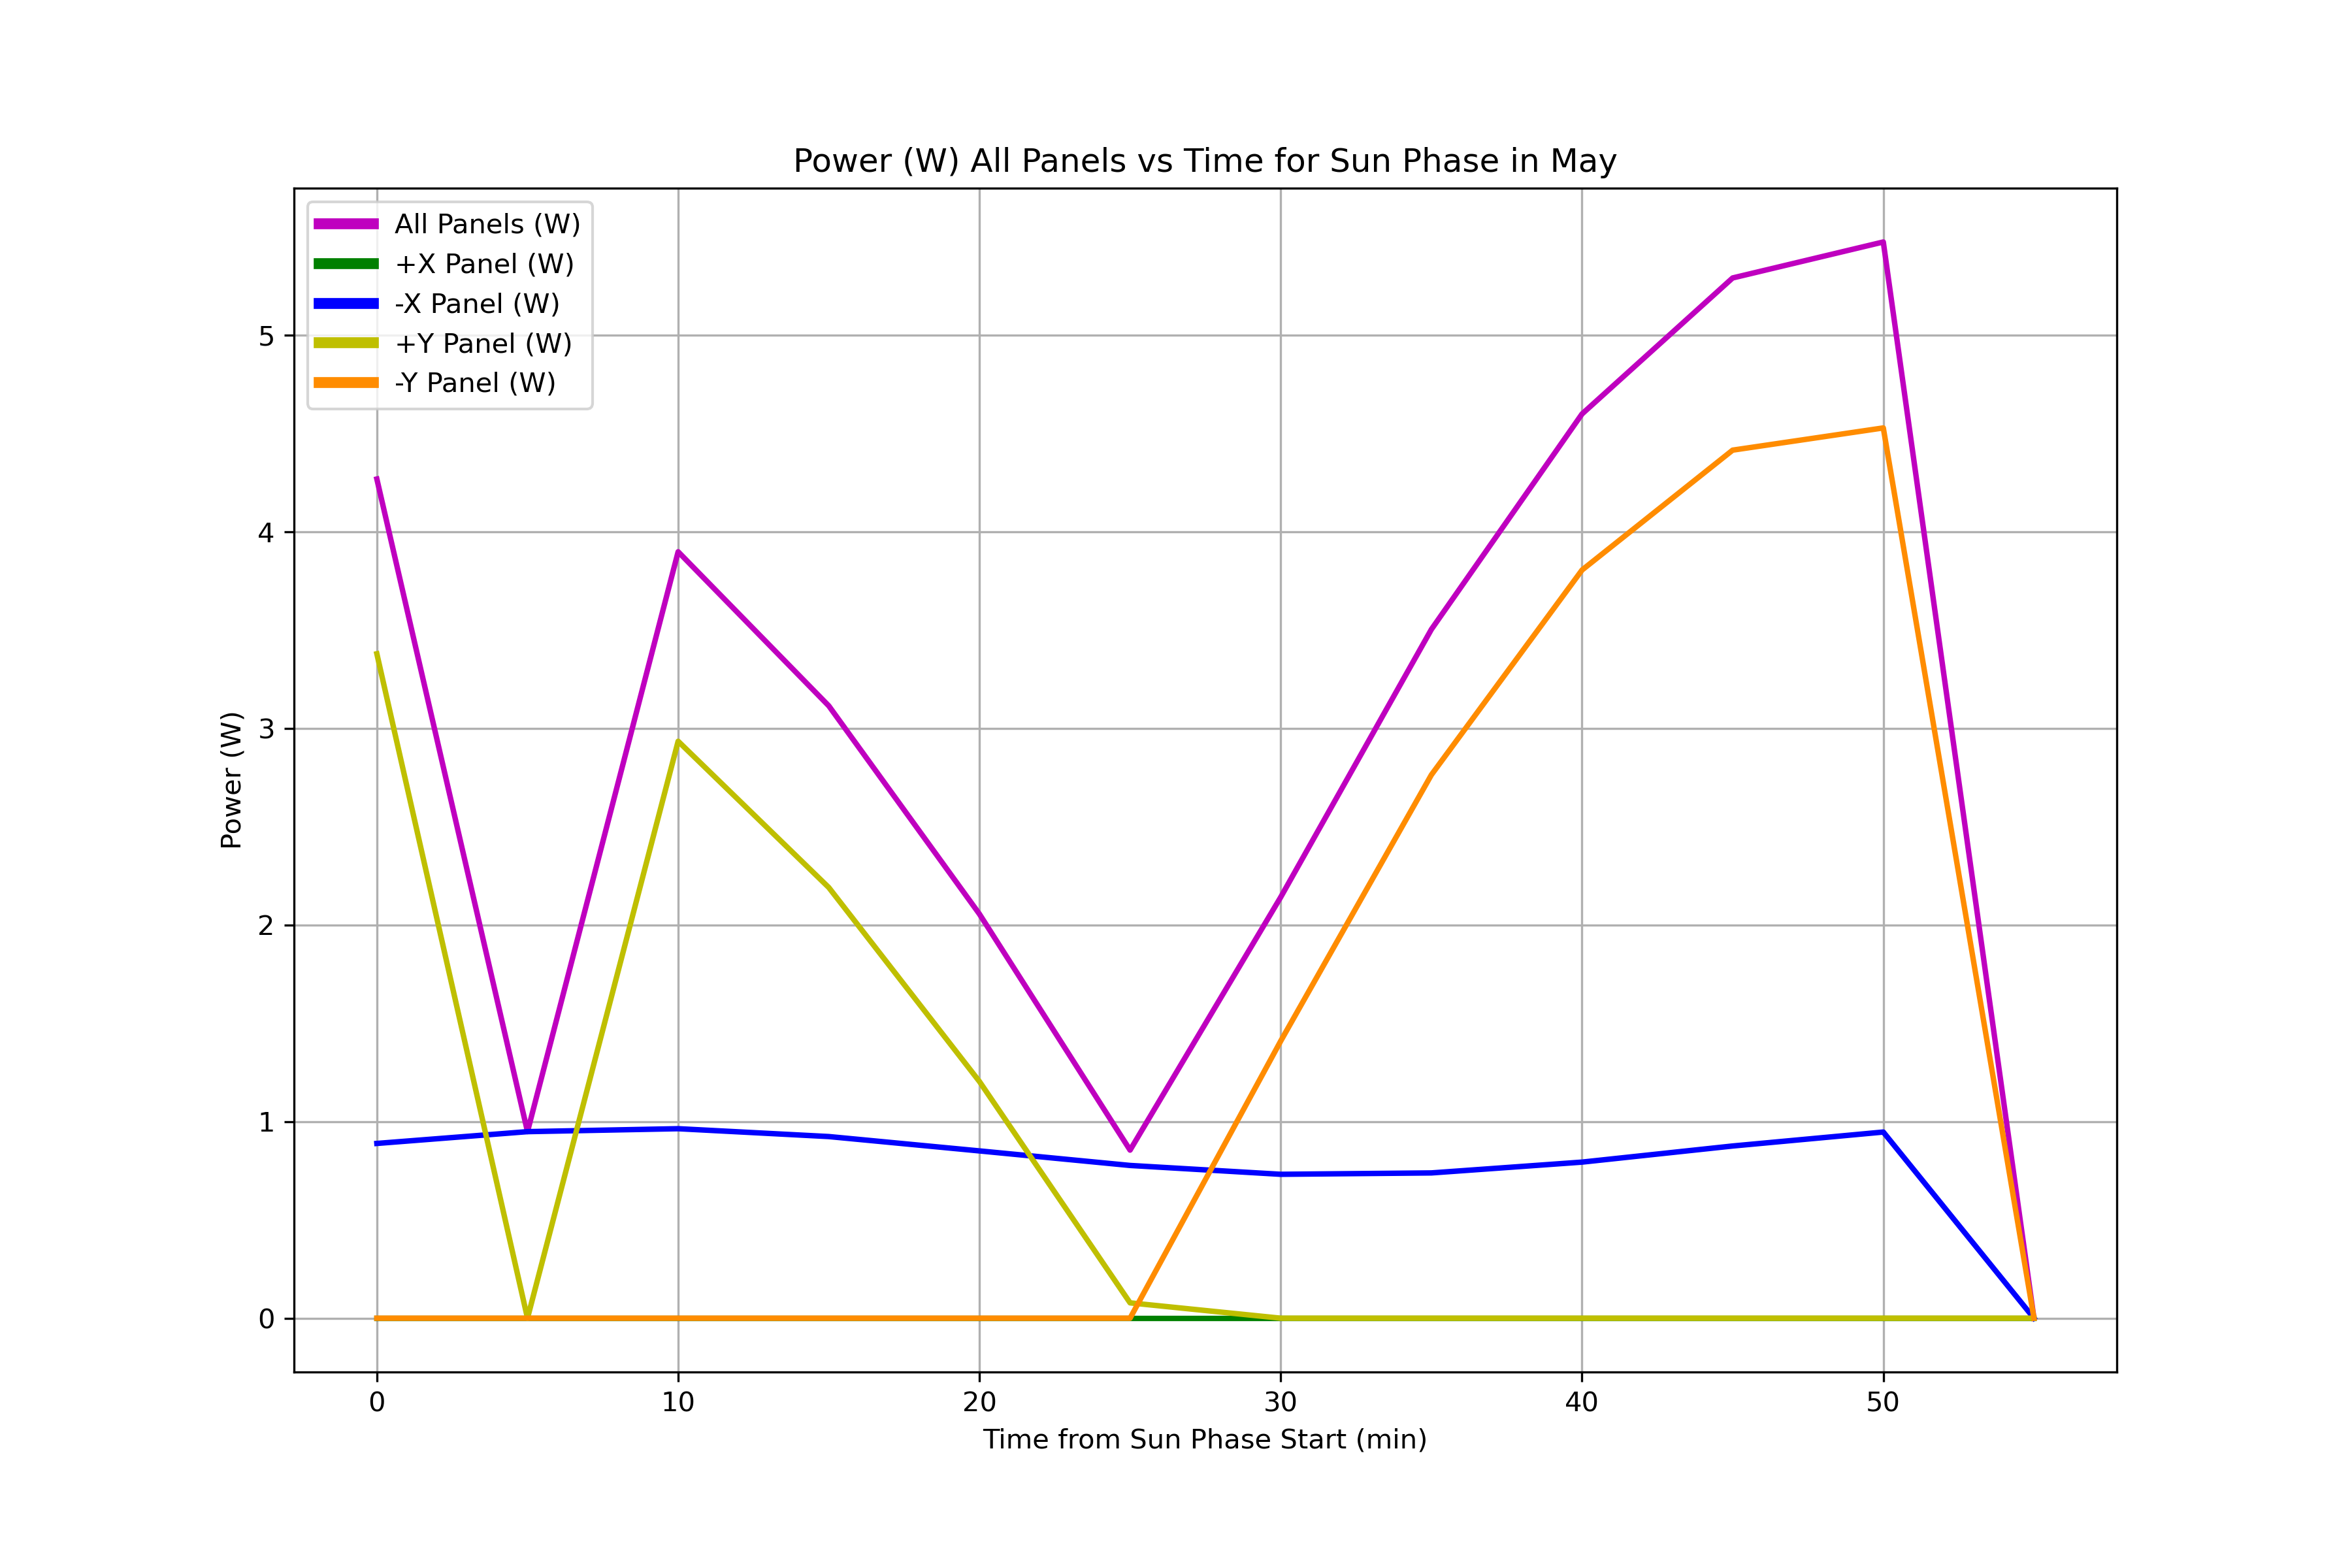 Power (W) All Panels vs Time for Sun Phase in May
All Panels (W)
+X Panel (W)
-X Panel (W)
+Y Panel (W)
-Y Panel (W)
5
4
3
2
1
0
Power (W)
0 10 20 30 40 50
Time from Sun Phase Start (min)